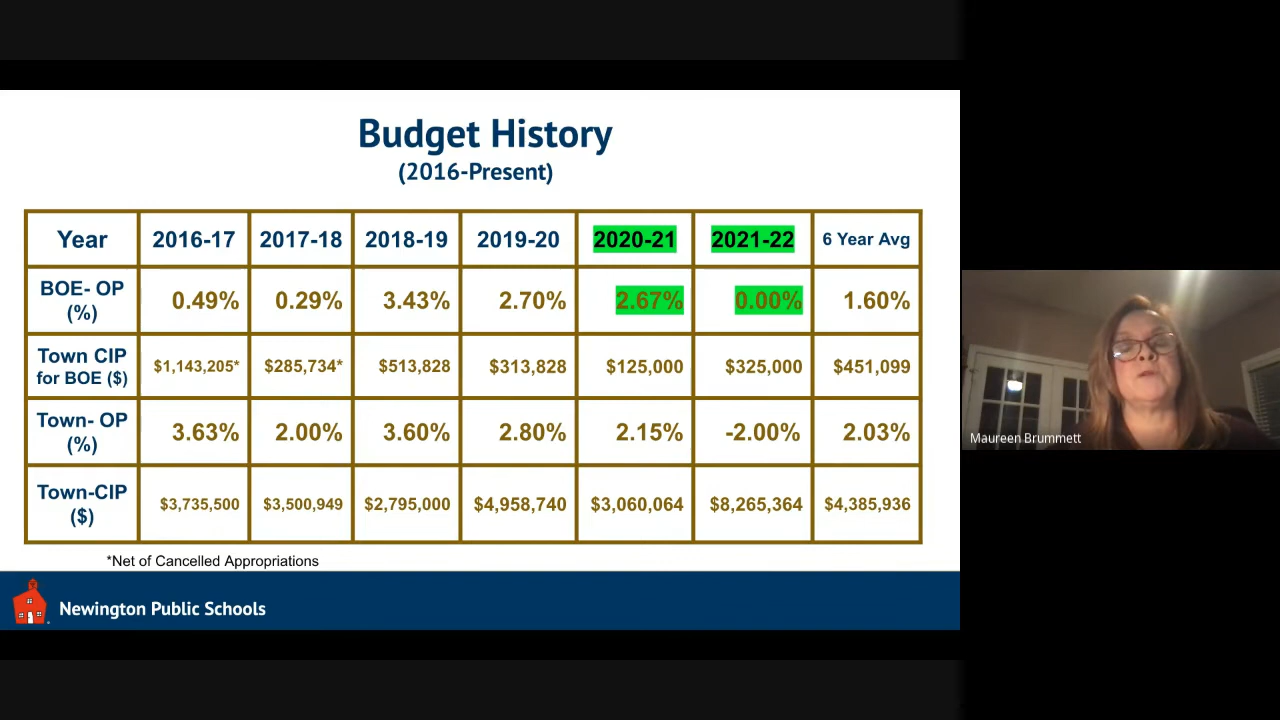 Budget History
(2016-Present)
Year 2016-17 2017-18 2018-19 2019-20 2020-21 2021-22 6 Year Avg
BOE- OP (%) 0.49% 0.29% 3.43% 2.70% 2.67% 0.00% 1.60%
Town CIP for BOE ($) $1,143,205* $285,734* $513,828 $313,828 $125,000 $325,000 $451,099
Town- OP (%) 3.63% 2.00% 3.60% 2.80% 2.15% -2.00% 2.03%
Town-CIP ($) $3,735,500 $3,500,949 $2,795,000 $4,958,740 $3,060,064 $8,265,364 $4,385,936
*Net of Cancelled Appropriations
Newington Public Schools
Maureen Brummett